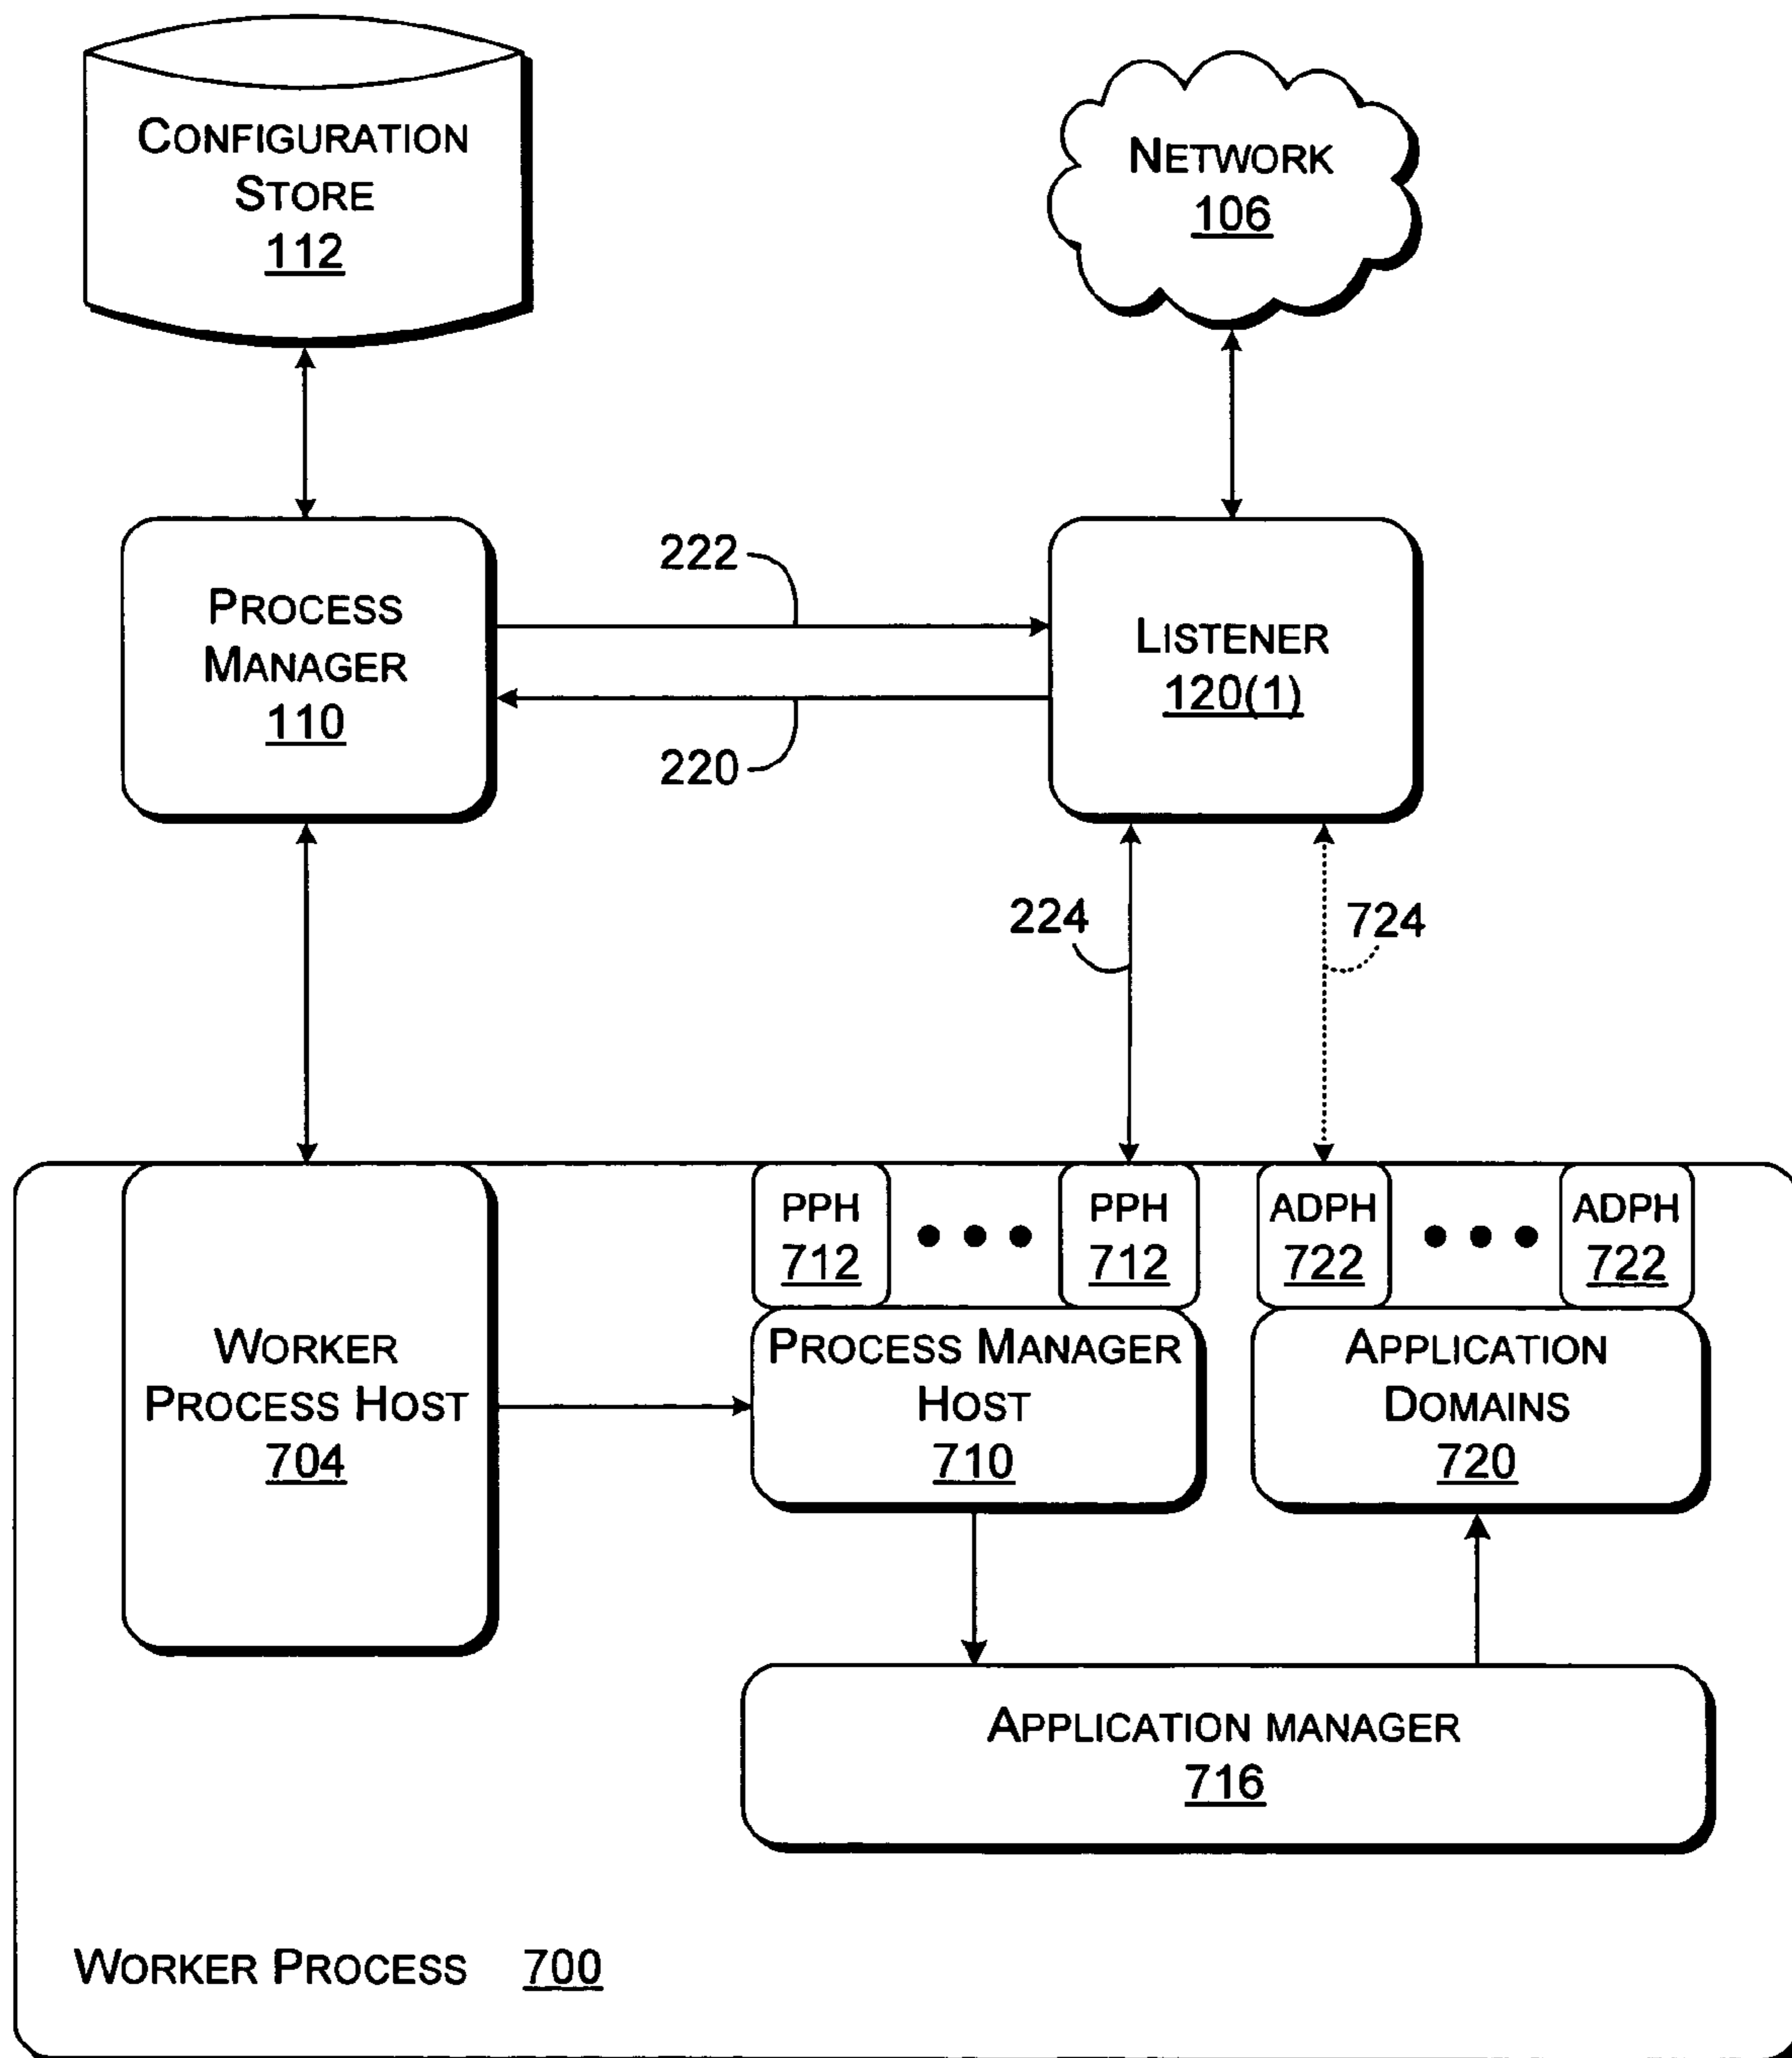 CONFIGURATION
STORE
112
NETWORK
106
PROCESS
MANAGER
110
222
220
LISTENER
120(1)
224
724
WORKER
PROCESS HOST
704
PPH
712
PPH
712
ADPH
722
ADPH
722
PROCESS MANAGER
HOST
710
APPLICATION
DOMAINS
720
APPLICATION MANAGER
716
WORKER PROCESS 700